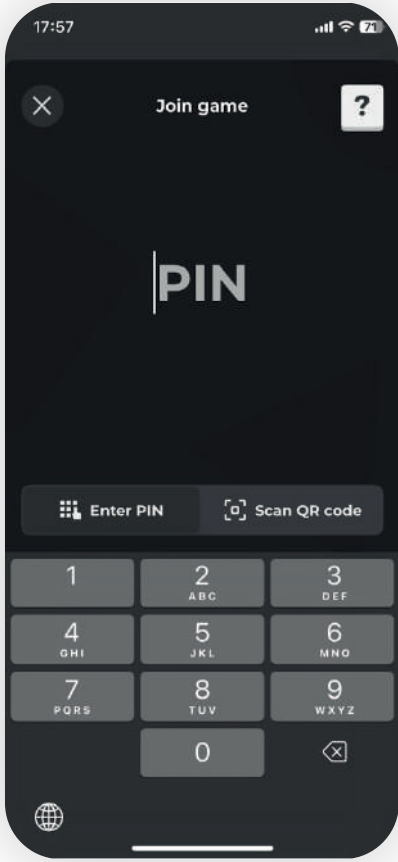 17:57 71
Join game ?
PIN
Enter PIN Scan QR code
1 2 3
ABC DEF
4 5 6
GHI JKL MNO
7 8 9
PQRS TUV WXYZ
0